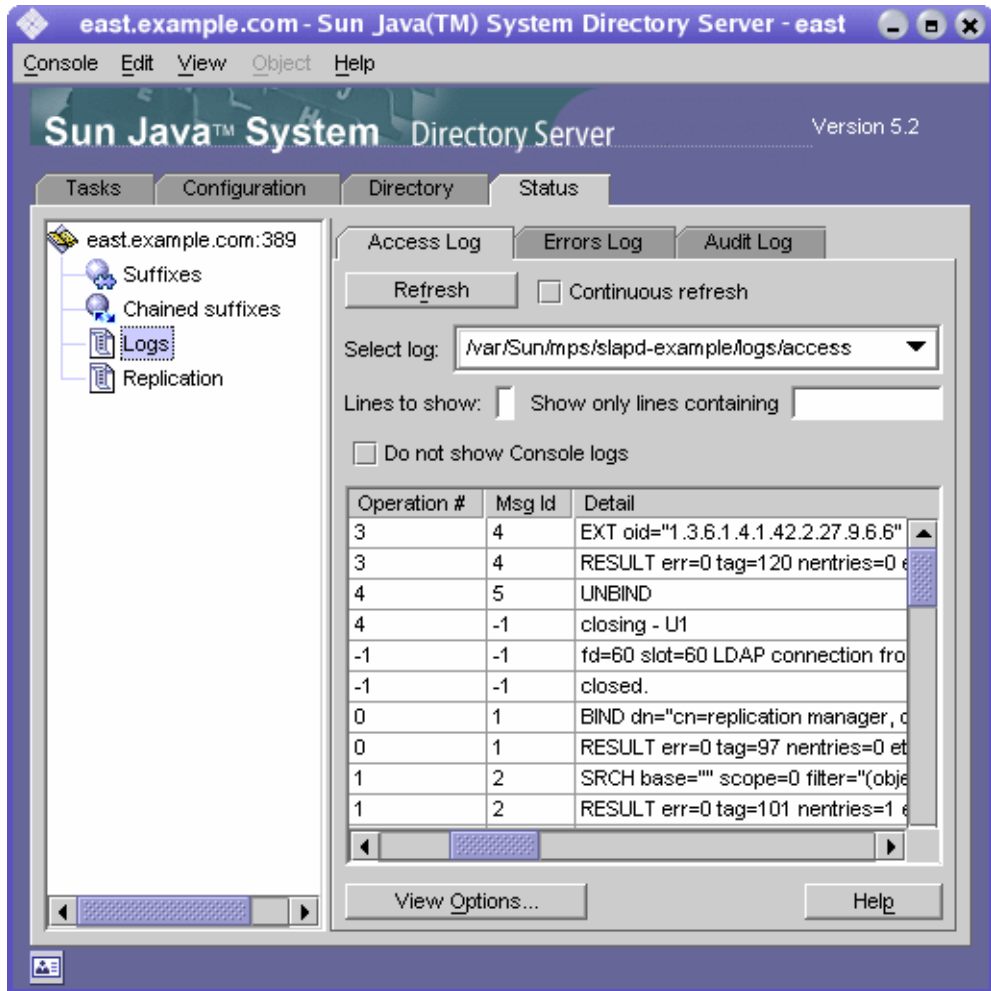 east.example.com - Sun Java(TM) System Directory Server - east
Console Edit View Object Help
Sun Java™ System Directory Server
Version 5.2
Tasks Configuration Directory Status
east.example.com:389
Suffixes
Chained suffixes
Logs
Replication
Access Log Errors Log Audit Log
Refresh Continuous refresh
Select log: /var/Sun/mps/slapd-example/logs/access
Lines to show: Show only lines containing
Do not show Console logs
Operation # Msg Id Detail
3 4 EXT oid="1.3.6.1.4.1.42.2.27.9.6.6"
3 4 RESULT err=0 tag=120 nentries=0 e
4 5 UNBIND
4 -1 closing - U1
-1 -1 fd=60 slot=60 LDAP connection fro
-1 -1 closed.
0 1 BIND dn="cn=replication manager, c
0 1 RESULT err=0 tag=97 nentries=0 et
1 2 SRCH base="" scope=0 filter="(obje
1 2 RESULT err=0 tag=101 nentries=1 e
View Options... Help